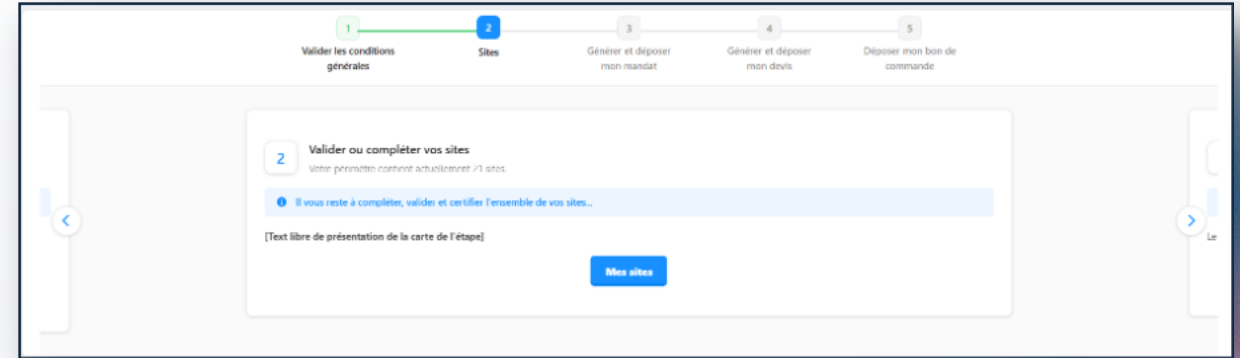 1
2
3
4
5
Valider les conditions
générales
Sites
Générer et déposer
mon mandat
Générer et déposer
mon devis
Déposer mon bon de
commande
2
Valider ou compléter vos sites
Votre périmètre contient actuellement 21 sites.
Il vous reste à compléter, valider et certifier l'ensemble de vos sites...
[Text libre de présentation de la carte de l'étape]
Mes sites
Le